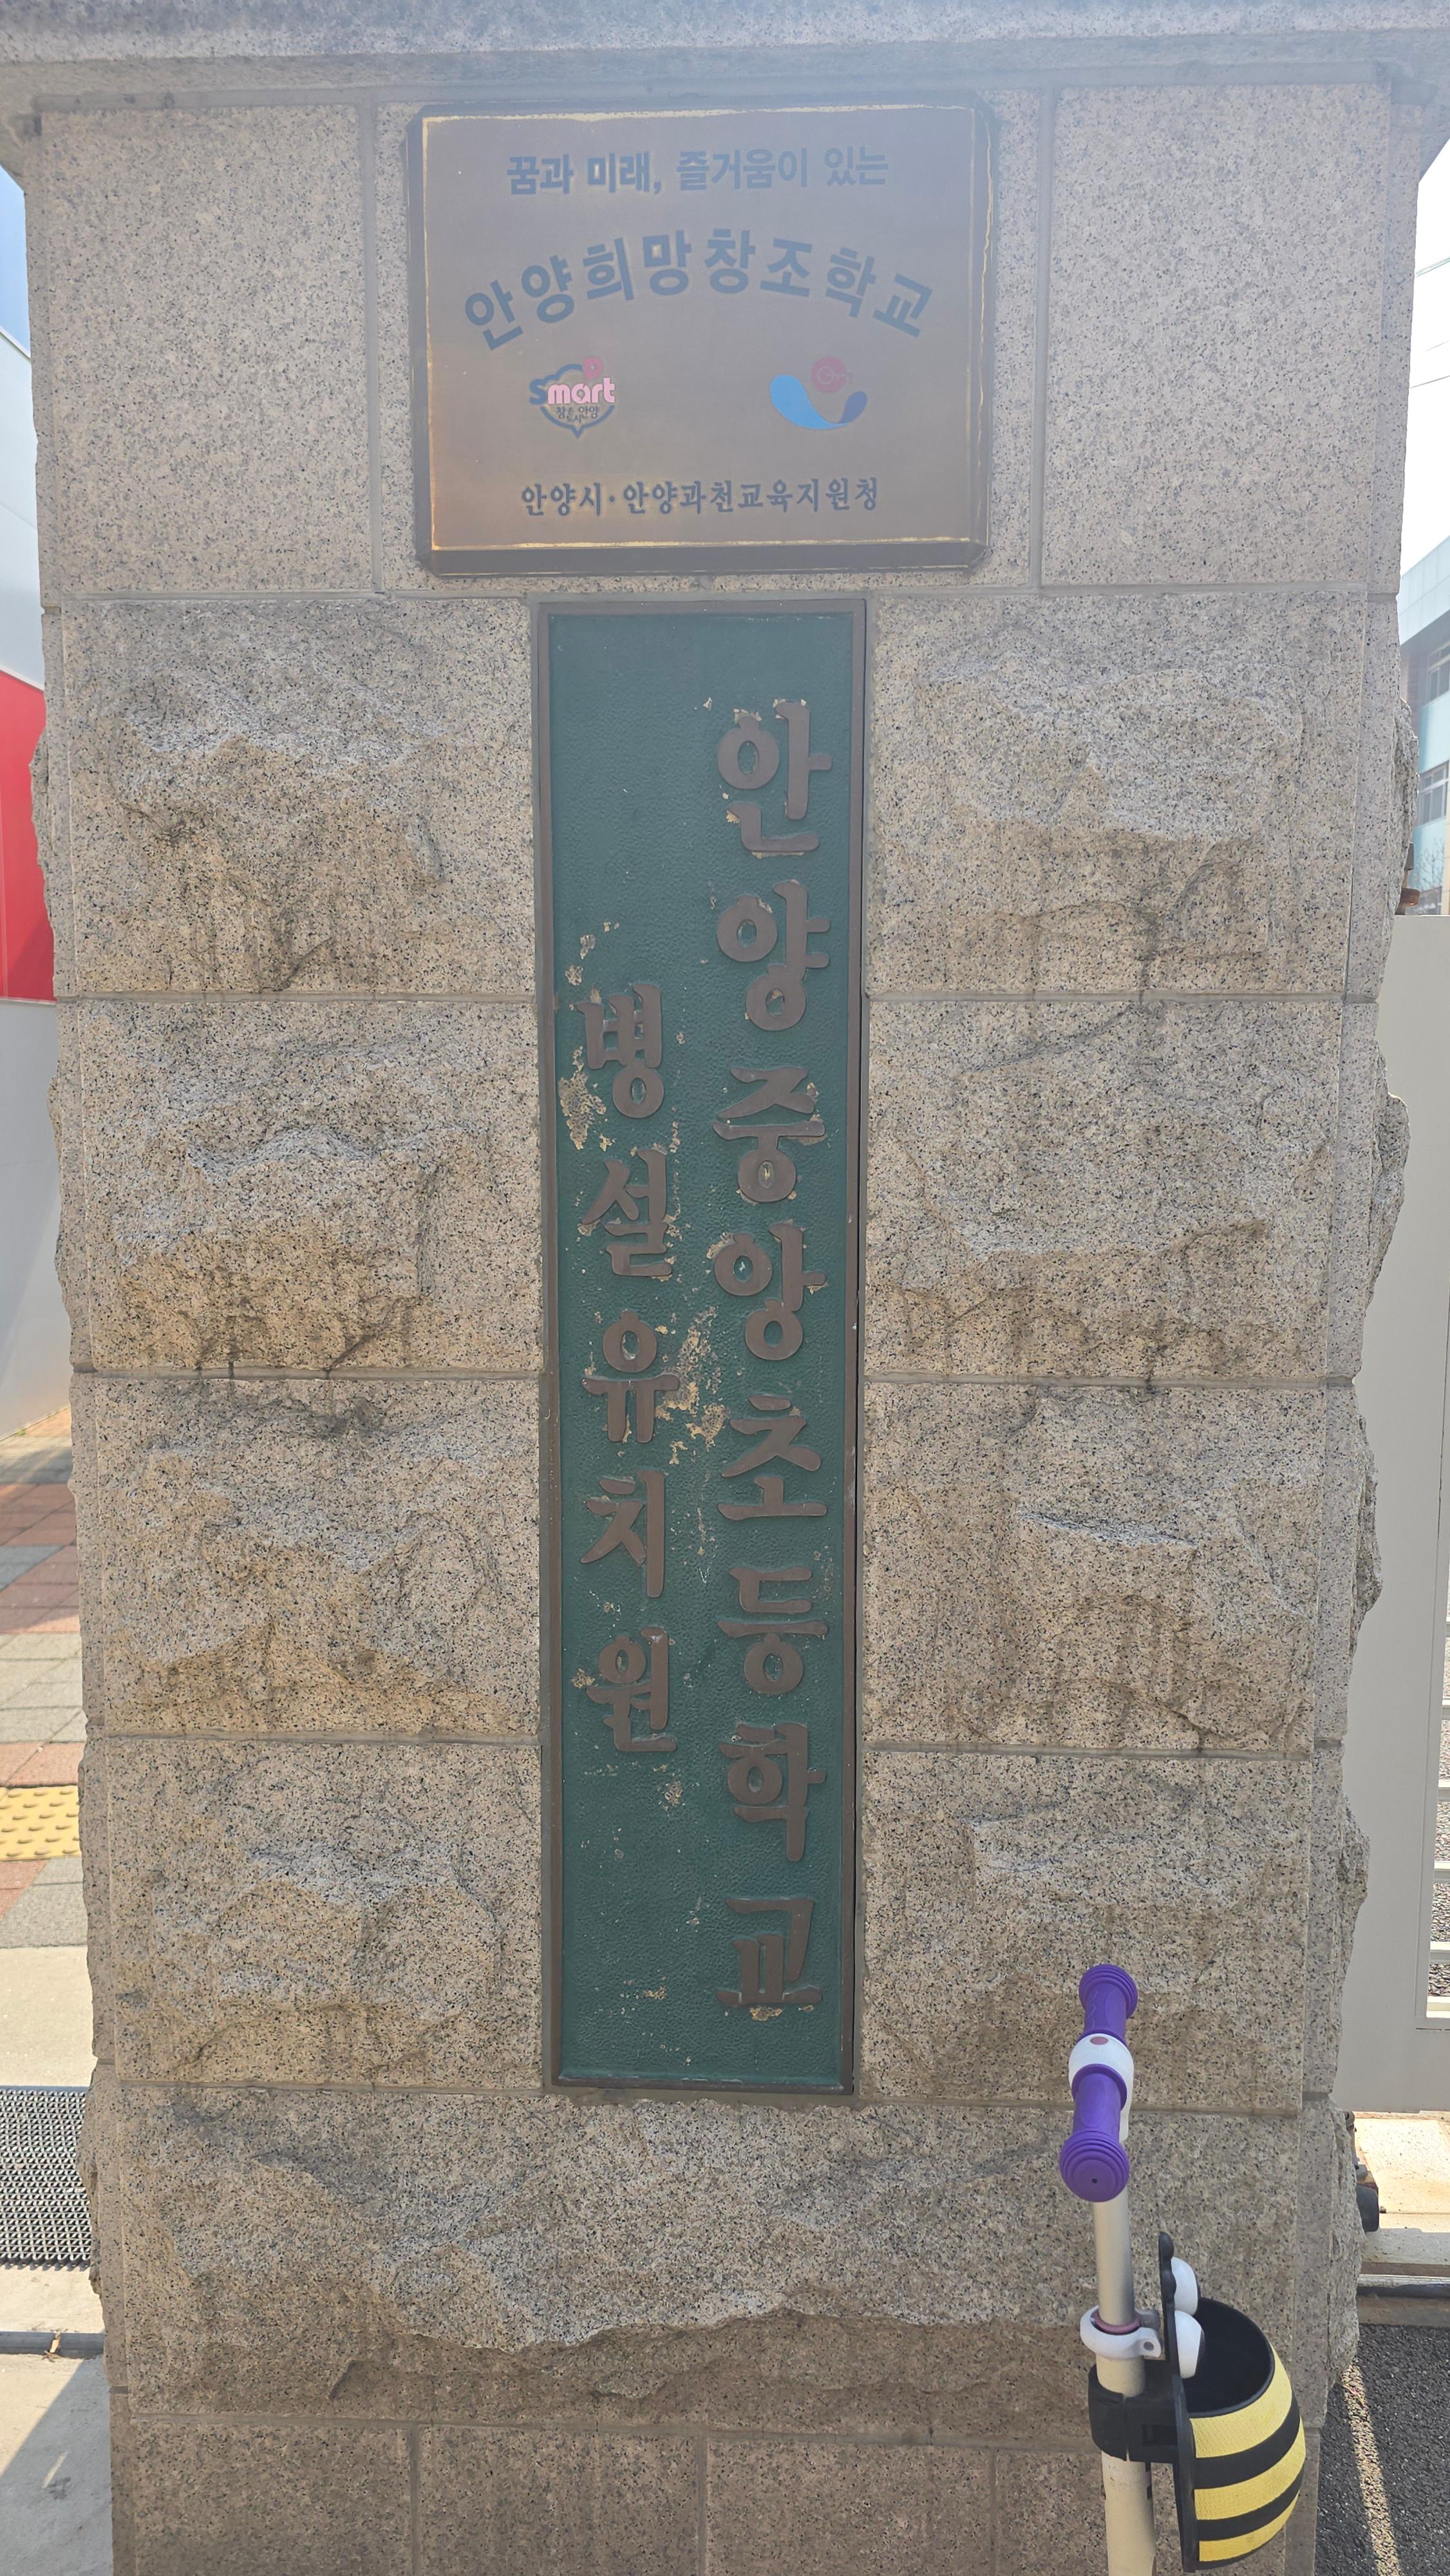 꿈과 미래, 즐거움이 있는
안양희망창조학교
smart
창조도시안양
안양시·안양과천교육지원청
안양중앙초등학교
병설유치원